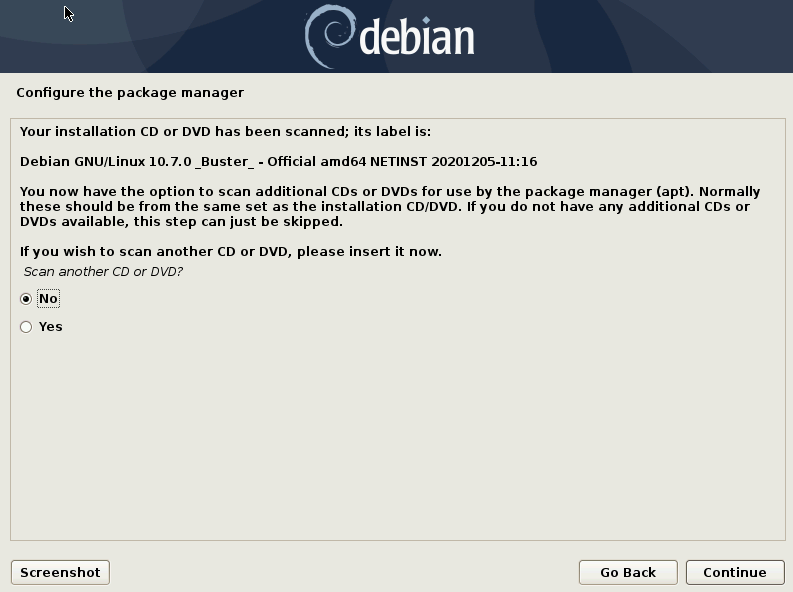 debian
Configure the package manager
Your installation CD or DVD has been scanned; its label is:
Debian GNU/Linux 10.7.0 _Buster_ - Official amd64 NETINST 20201205-11:16
You now have the option to scan additional CDs or DVDs for use by the package manager (apt). Normally
these should be from the same set as the installation CD/DVD. If you do not have any additional CDs or
DVDs available, this step can just be skipped.
If you wish to scan another CD or DVD, please insert it now.
Scan another CD or DVD?
No
Yes
Screenshot
Go Back
Continue